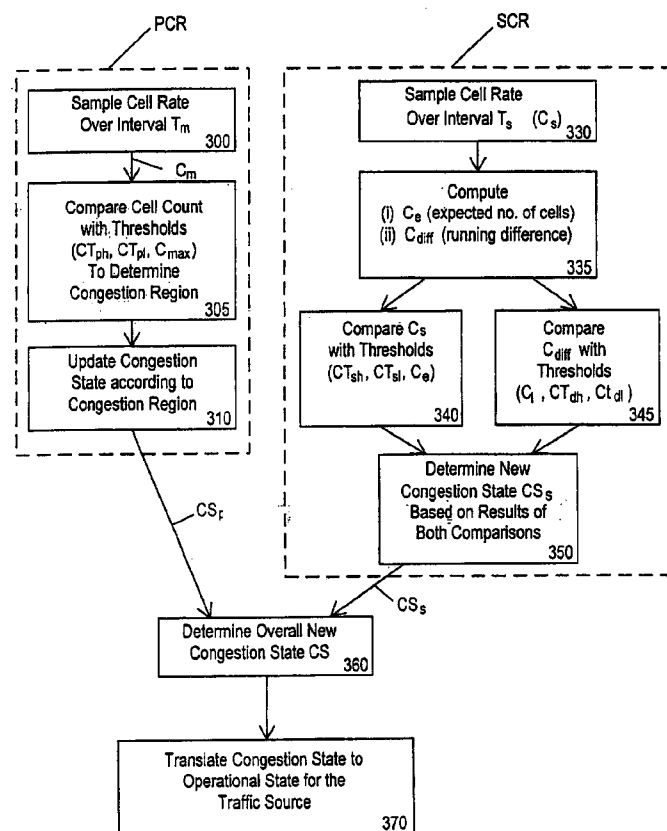 PCR
SCR
Sample Cell Rate
Over Interval Tm
300
Cm
Compare Cell Count
with Thresholds
(CTph, CTpl, Cmax)
To Determine
Congestion Region
305
Update Congestion
State according to
Congestion Region
310
CSp
Sample Cell Rate
Over Interval Ts (Cs)
330
Compute
(i) Ce (expected no. of cells)
(ii) Cdiff (running difference)
335
Compare Cs
with Thresholds
(CTsh, CTsl, Ce)
340
Compare
Cdiff with
Thresholds
(Cl, CTdh, Ctdl)
345
Determine New
Congestion State CSs
Based on Results of
Both Comparisons
350
CSs
Determine Overall New
Congestion State CS
360
Translate Congestion State to
Operational State for the
Traffic Source
370